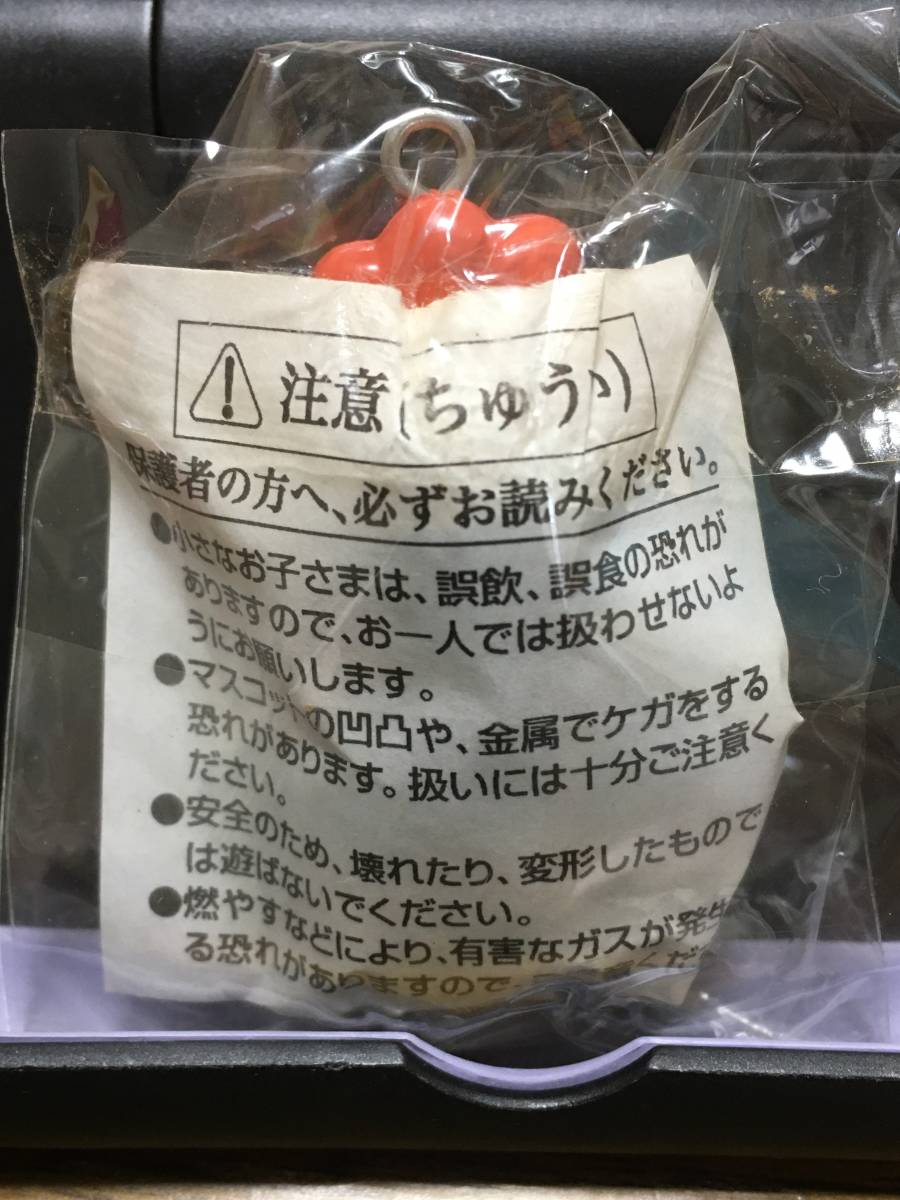 注意(ちゅうい)
保護者の方へ、必ずお読みください。
●小さなお子さまは、誤飲、誤食の恐れが
ありますので、お一人では扱わせないよ
うにお願いします。
●マスコットの凹凸や、金属でケガをする
恐れがあります。扱いには十分ご注意く
ださい。
●安全のため、壊れたり、変形したもので
は遊ばないでください。
●燃やすなどにより、有害なガスが発生
る恐れがありますので、くだ